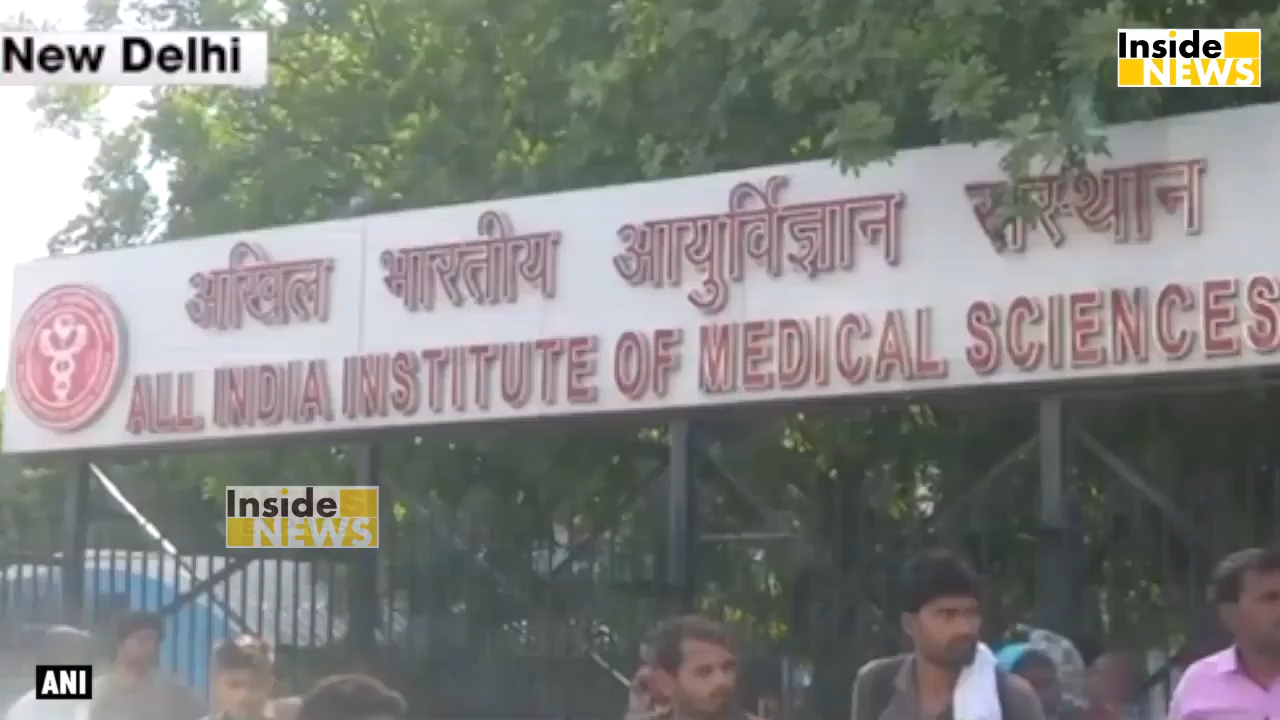 New Delhi
Inside
NEWS
अखिल भारतीय आयुर्विज्ञान संस्थान
ALL INDIA INSTITUTE OF MEDICAL SCIENCES
Inside
NEWS
ANI